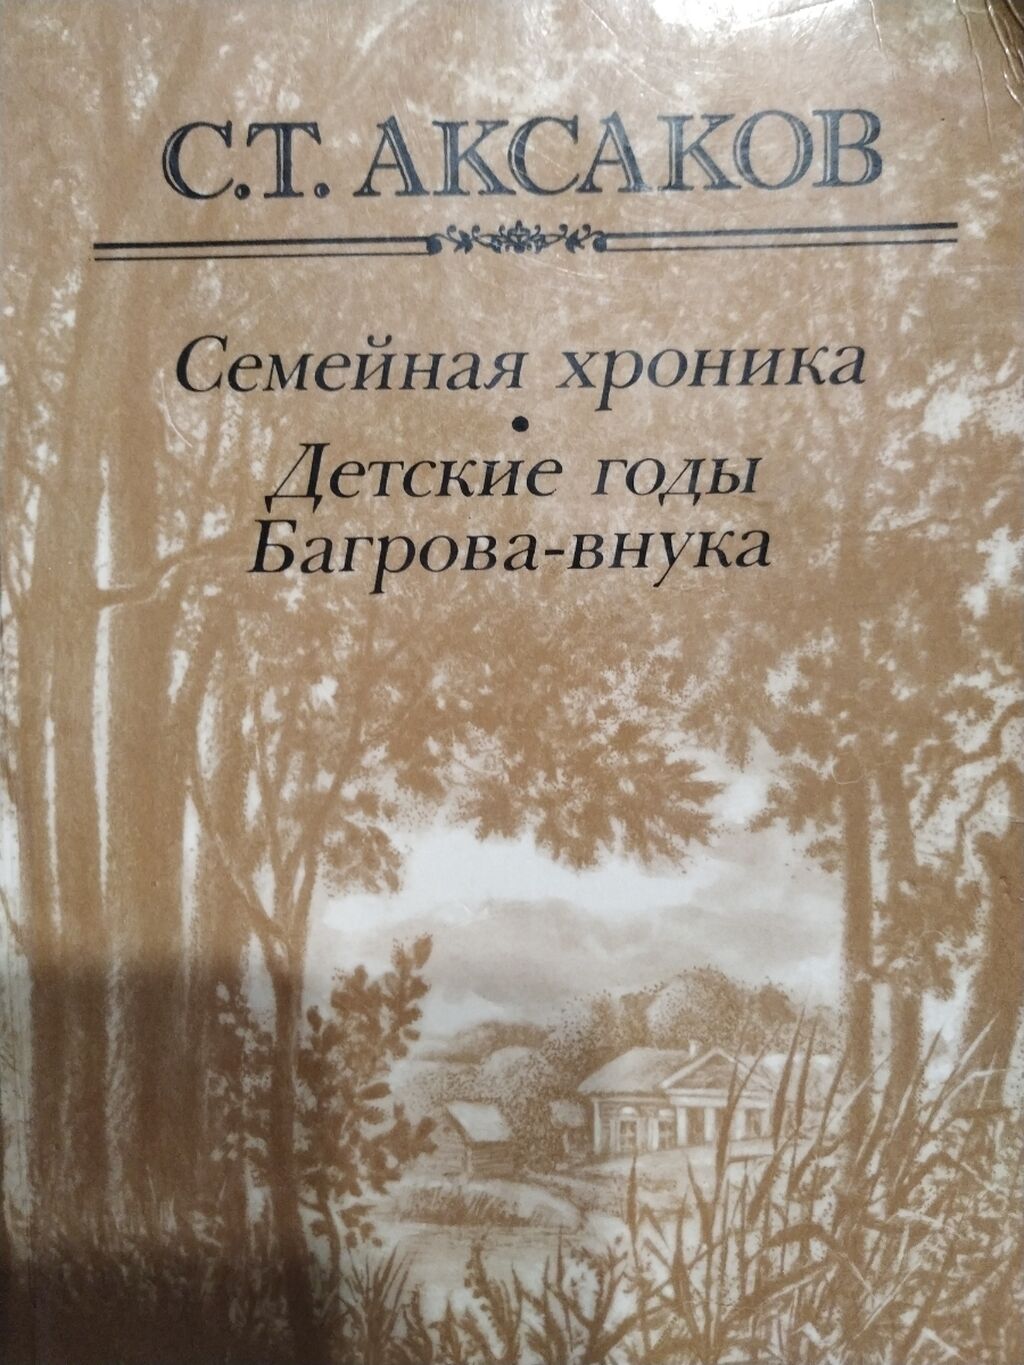 С.Т. АКСАКОВ
Семейная хроника
•
Детские годы
Багрова-внука